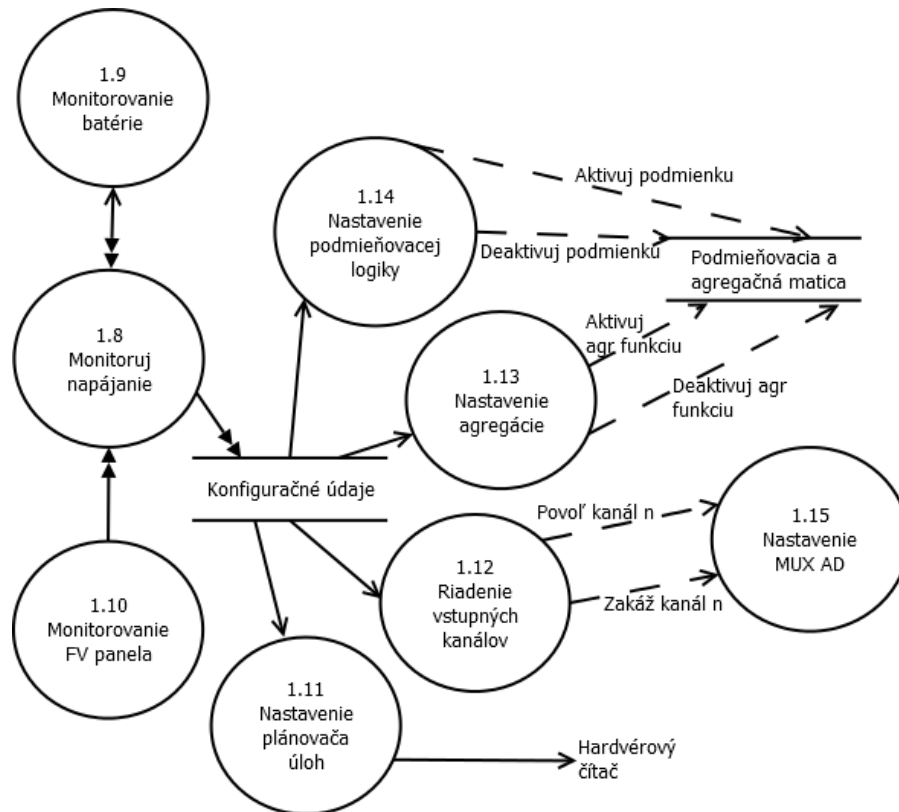 1.9
Monitorovanie
batérie
1.14
Nastavenie
podmieňovacej
logiky
Aktivuj podmienku
Deaktivuj podmienku
Podmieňovacia a
agregačná matica
1.8
Monitoruj
napájanie
Aktivuj
agr funkciu
1.13
Nastavenie
agregácie
Deaktivuj agr
funkciu
Konfiguračné údaje
Povoľ kanál n
1.15
Nastavenie
MUX AD
1.12
Riadenie
vstupných
kanálov
Zakáž kanál n
1.10
Monitorovanie
FV panela
1.11
Nastavenie
plánovača
úloh
Hardvérový
čítač